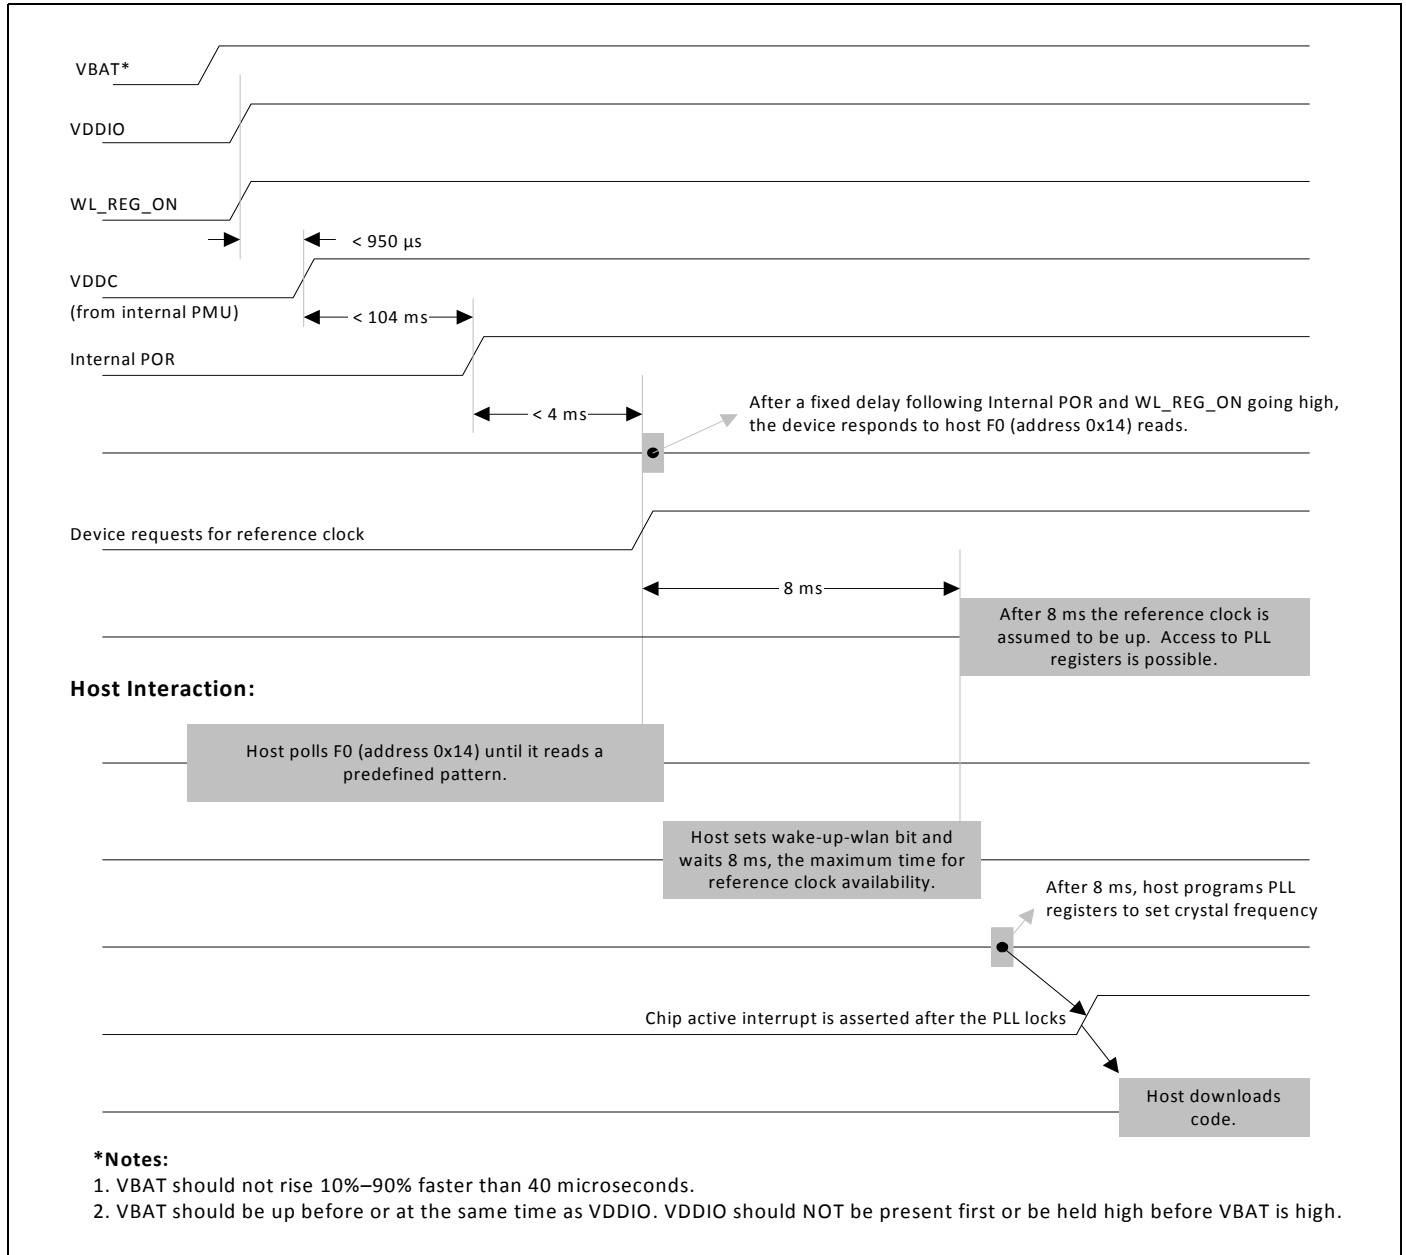 VBAT*
VDDIO
WL_REG_ON
< 950 µs
VDDC
(from internal PMU)
< 104 ms
Internal POR
< 4 ms
After a fixed delay following Internal POR and WL_REG_ON going high,
the device responds to host F0 (address 0x14) reads.
Device requests for reference clock
8 ms
After 8 ms the reference clock is
assumed to be up.  Access to PLL
registers is possible.
Host Interaction:
Host polls F0 (address 0x14) until it reads a
predefined pattern.
Host sets wake-up-wlan bit and
waits 8 ms, the maximum time for
reference clock availability.
After 8 ms, host programs PLL
registers to set crystal frequency
Chip active interrupt is asserted after the PLL locks
Host downloads
code.
*Notes:
1. VBAT should not rise 10%–90% faster than 40 microseconds.
2. VBAT should be up before or at the same time as VDDIO. VDDIO should NOT be present first or be held high before VBAT is high.